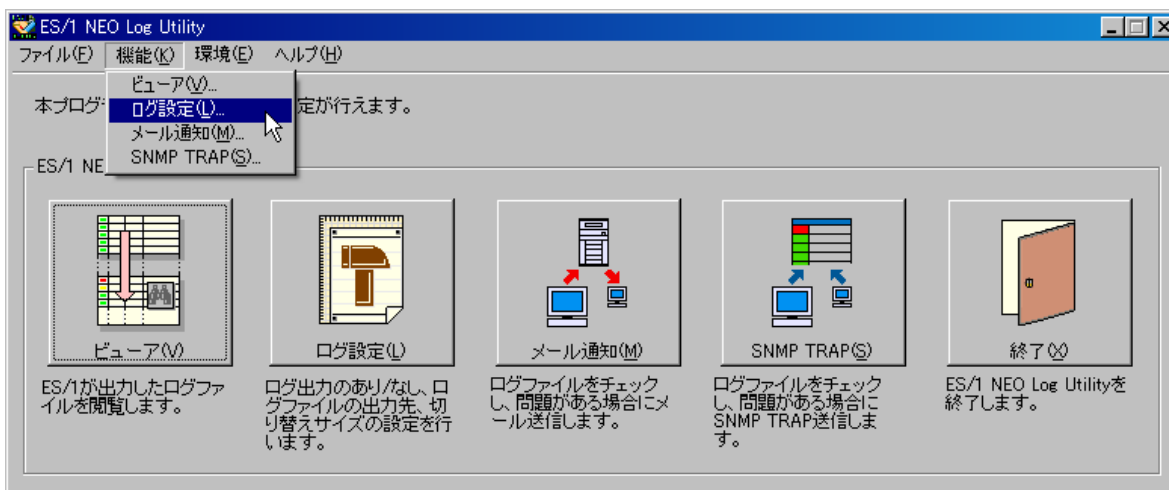 ES/1 NEO Log Utility
ファイル(F) 機能(K) 環境(E) ヘルプ(H)
ビューア(V)...
ログ設定(L)...
メール通知(M)...
SNMP TRAP(S)...
本プログ
定が行えます。
ES/1 NE
ビューア(V)
ES/1が出力したログファ
イルを閲覧します。
ログ設定(L)
ログ出力のあり/なし、ロ
グファイルの出力先、切
り替えサイズの設定を行
います。
メール通知(M)
ログファイルをチェック
し、問題がある場合にメ
ール送信します。
SNMP TRAP(S)
ログファイルをチェック
し、問題がある場合に
SNMP TRAP送信しま
す。
終了(X)
ES/1 NEO Log Utilityを
終了します。